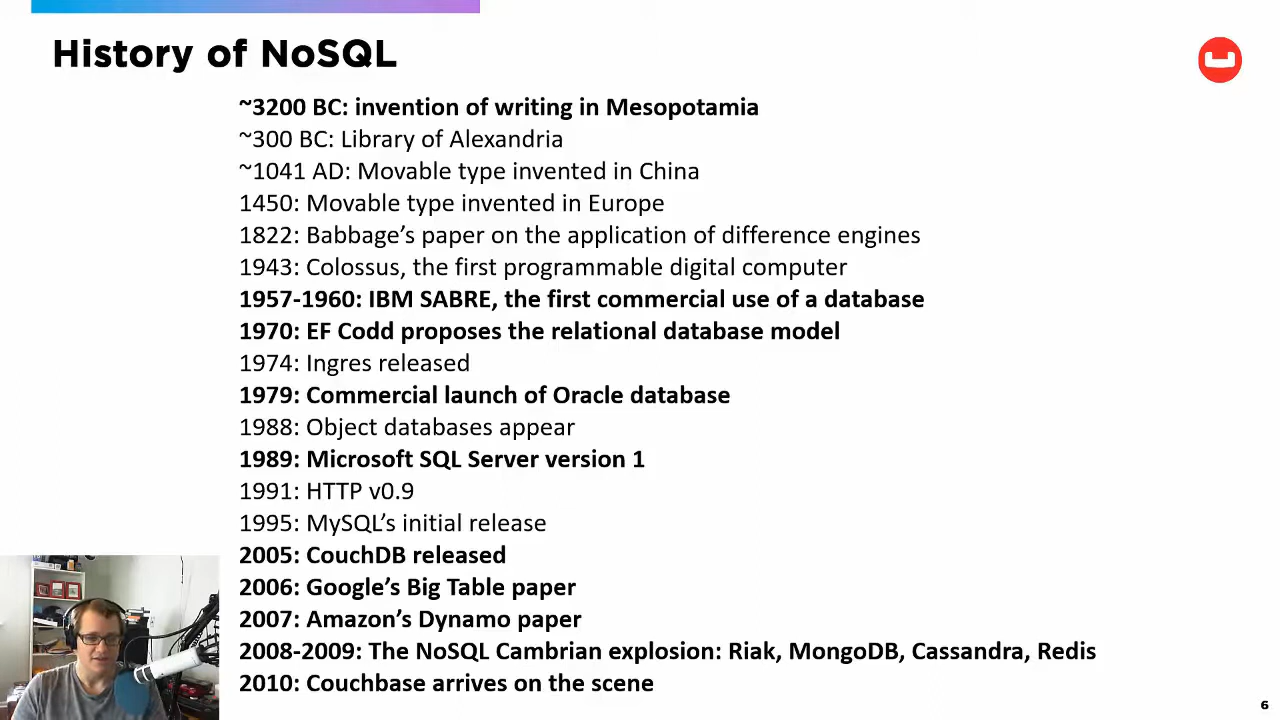 History of NoSQL
~3200 BC: invention of writing in Mesopotamia
~300 BC: Library of Alexandria
~1041 AD: Movable type invented in China
1450: Movable type invented in Europe
1822: Babbage’s paper on the application of difference engines
1943: Colossus, the first programmable digital computer
1957-1960: IBM SABRE, the first commercial use of a database
1970: EF Codd proposes the relational database model
1974: Ingres released
1979: Commercial launch of Oracle database
1988: Object databases appear
1989: Microsoft SQL Server version 1
1991: HTTP v0.9
1995: MySQL’s initial release
2005: CouchDB released
2006: Google’s Big Table paper
2007: Amazon’s Dynamo paper
2008-2009: The NoSQL Cambrian explosion: Riak, MongoDB, Cassandra, Redis
2010: Couchbase arrives on the scene
6